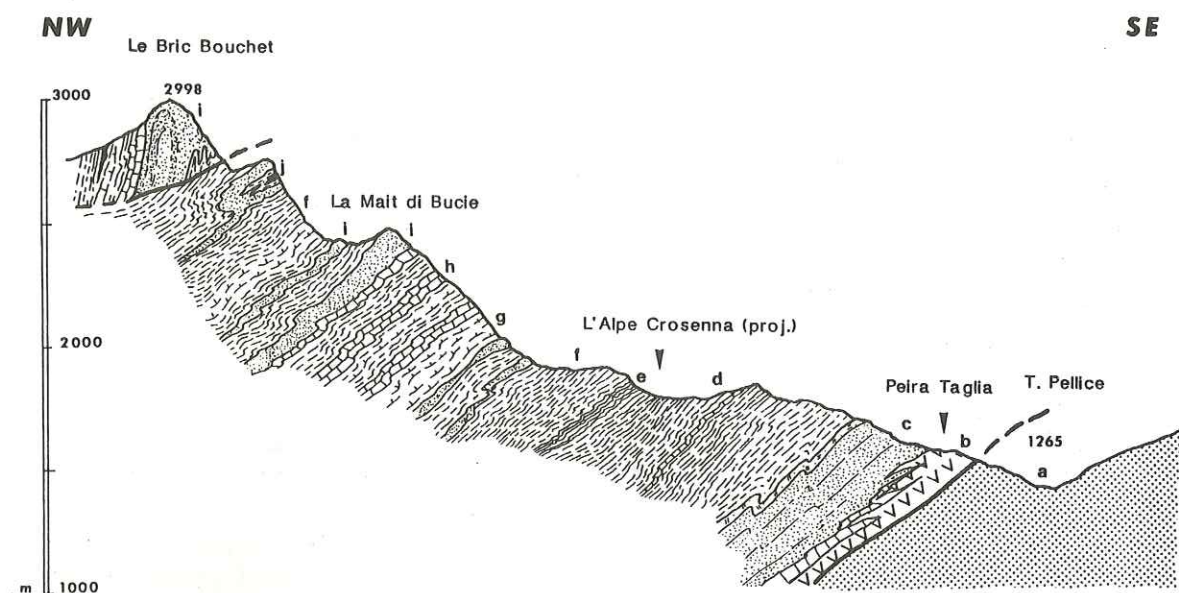 NW
SE
Le Bric Bouchet
3000
2998
i
j
f
La Mait di Bucie
i
i
h
g
2000
L'Alpe Crosenna (proj.)
f
e
d
Peira Taglia
T. Pellice
c
b
1265
a
m 1000